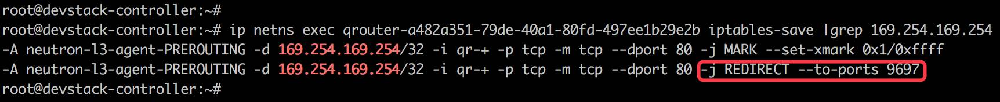 root@devstack-controller:~#
root@devstack-controller:~# ip netns exec qrouter-a482a351-79de-40a1-80fd-497ee1b29e2b iptables-save |grep 169.254.169.254
-A neutron-l3-agent-PREROUTING -d 169.254.169.254/32 -i qr-+ -p tcp -m tcp --dport 80 -j MARK --set-xmark 0x1/0xffff
-A neutron-l3-agent-PREROUTING -d 169.254.169.254/32 -i qr-+ -p tcp -m tcp --dport 80 -j REDIRECT --to-ports 9697
root@devstack-controller:~#